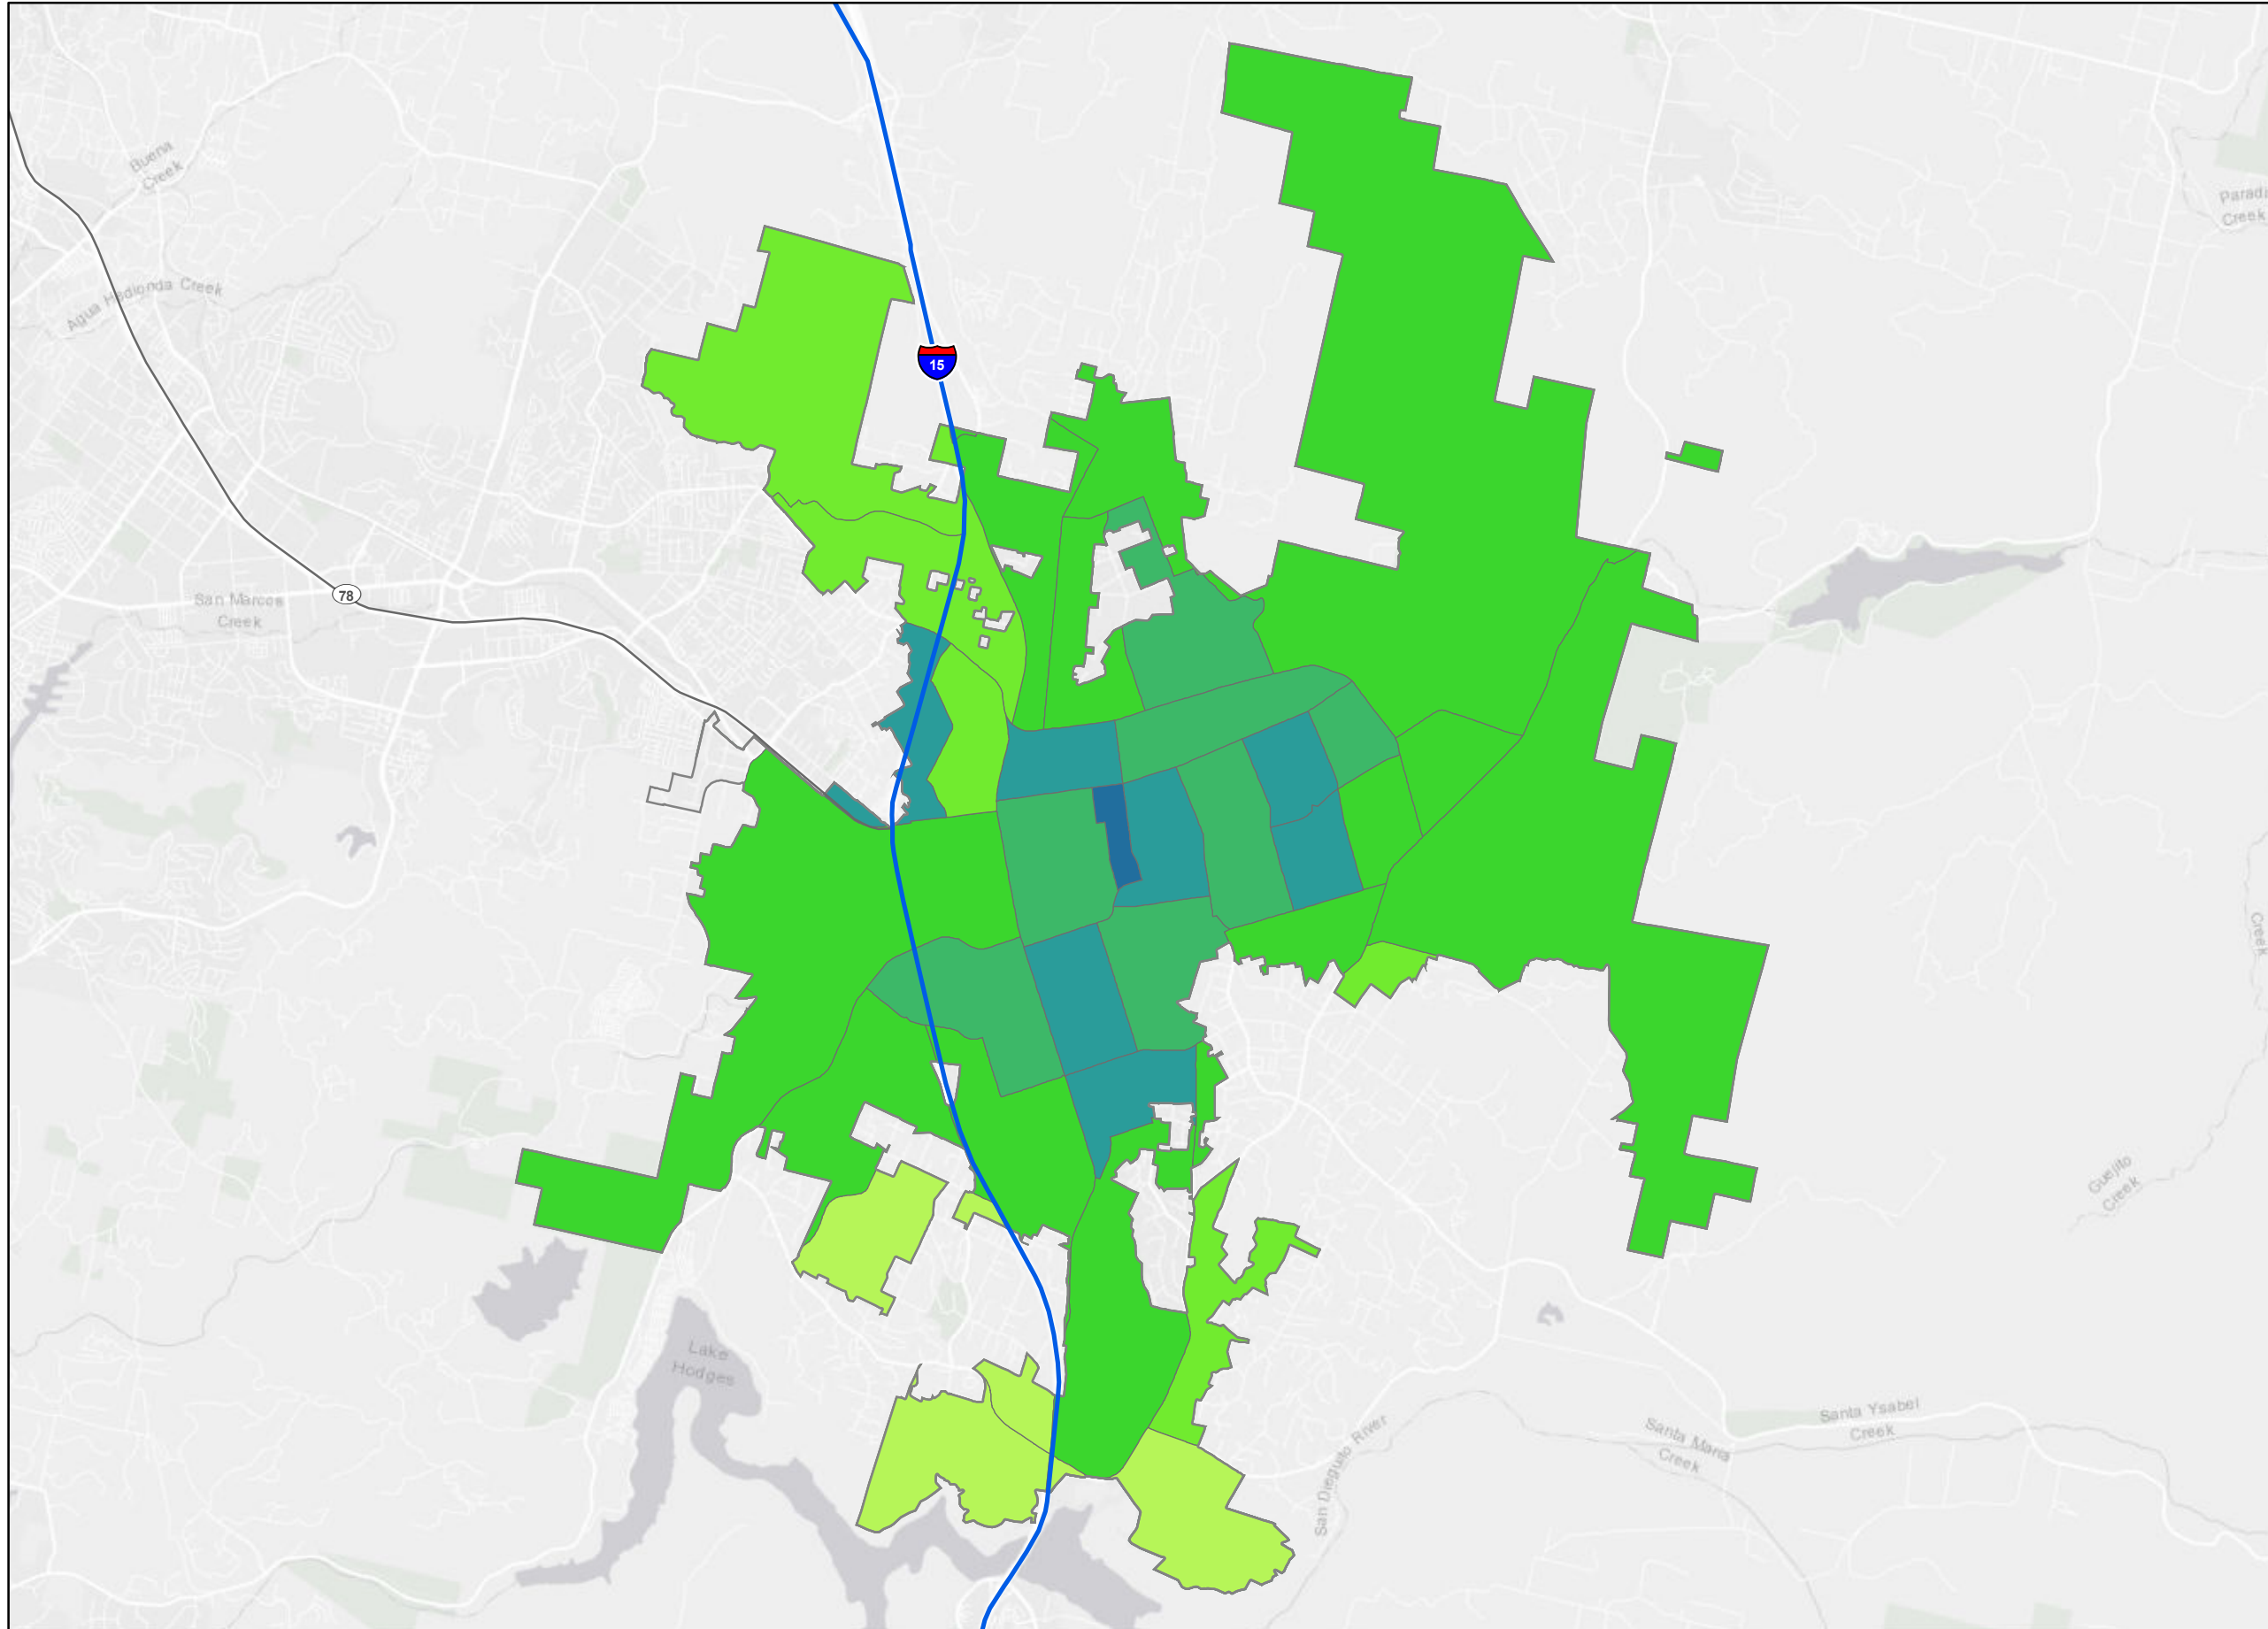 Buena
Creek
Paradi
Creek
Agua Hedionda Creek
15
San Marcos
Creek
78
Creek
Guejito
Creek
Lake
Hodges
San Dieguito River
Santa Maria
Creek
Santa Ysabel
Creek